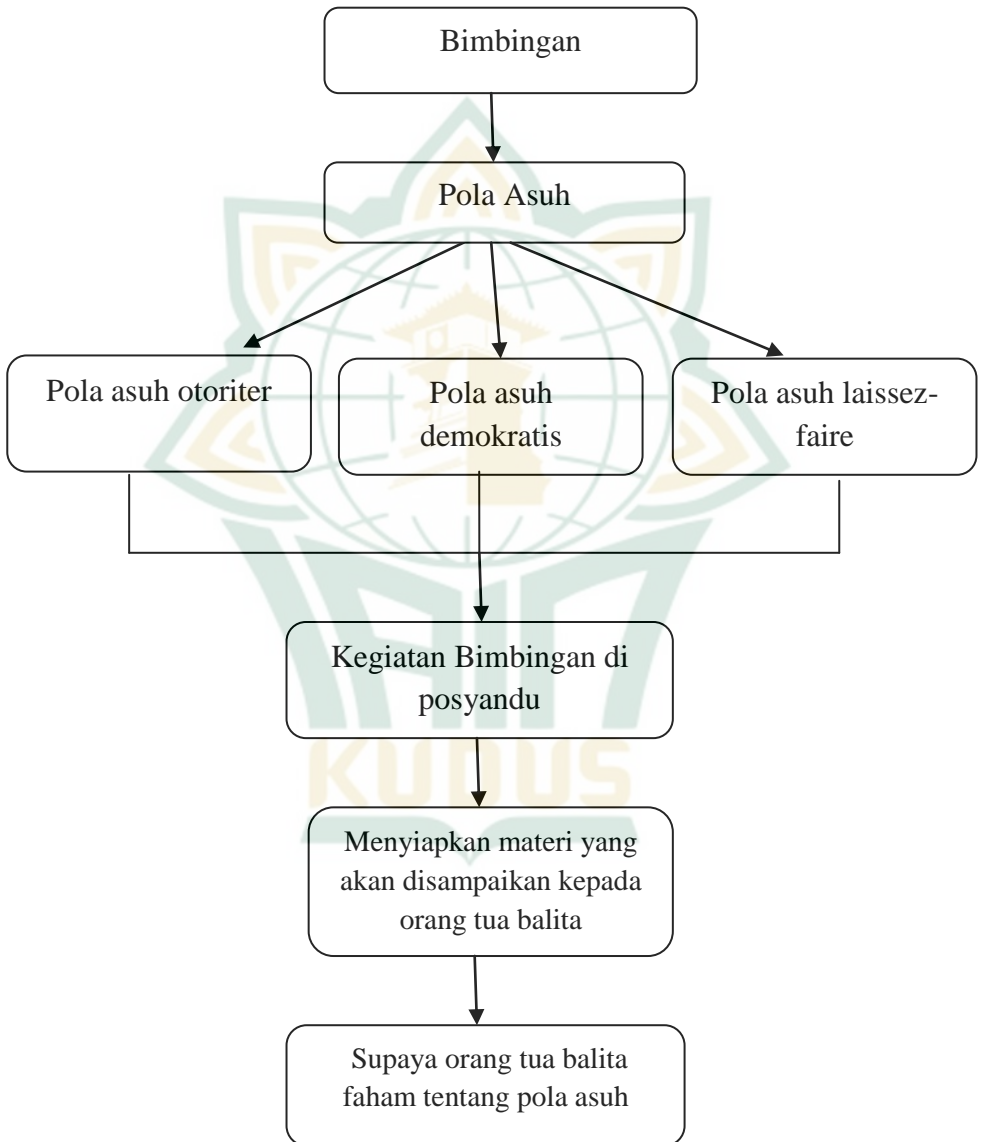 Bimbingan
Pola Asuh
Pola asuh otoriter
Pola asuh
demokratis
Pola asuh laissez-
faire
Kegiatan Bimbingan di
posyandu
KUDUS
Menyiapkan materi yang
akan disampaikan kepada
orang tua balita
Supaya orang tua balita
faham tentang pola asuh